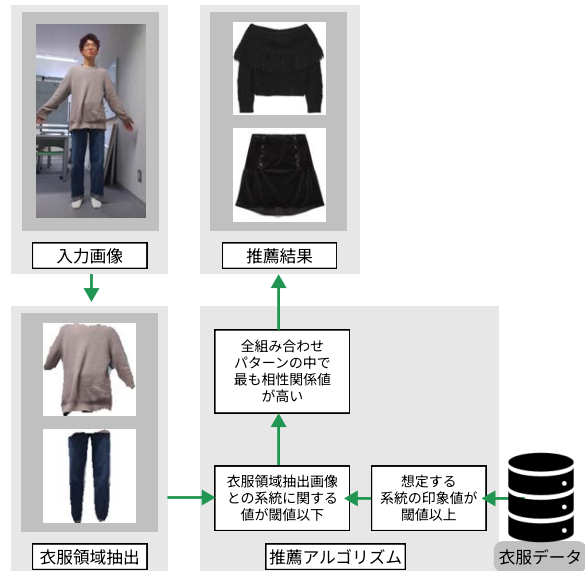 入力画像
推薦結果
全組み合わせ
パターンの中で
最も相性関係値
が高い
衣服領域抽出画像
との系統に関する
値が閾値以下
想定する
系統の印象値が
閾値以上
衣服領域抽出
推薦アルゴリズム
衣服データ